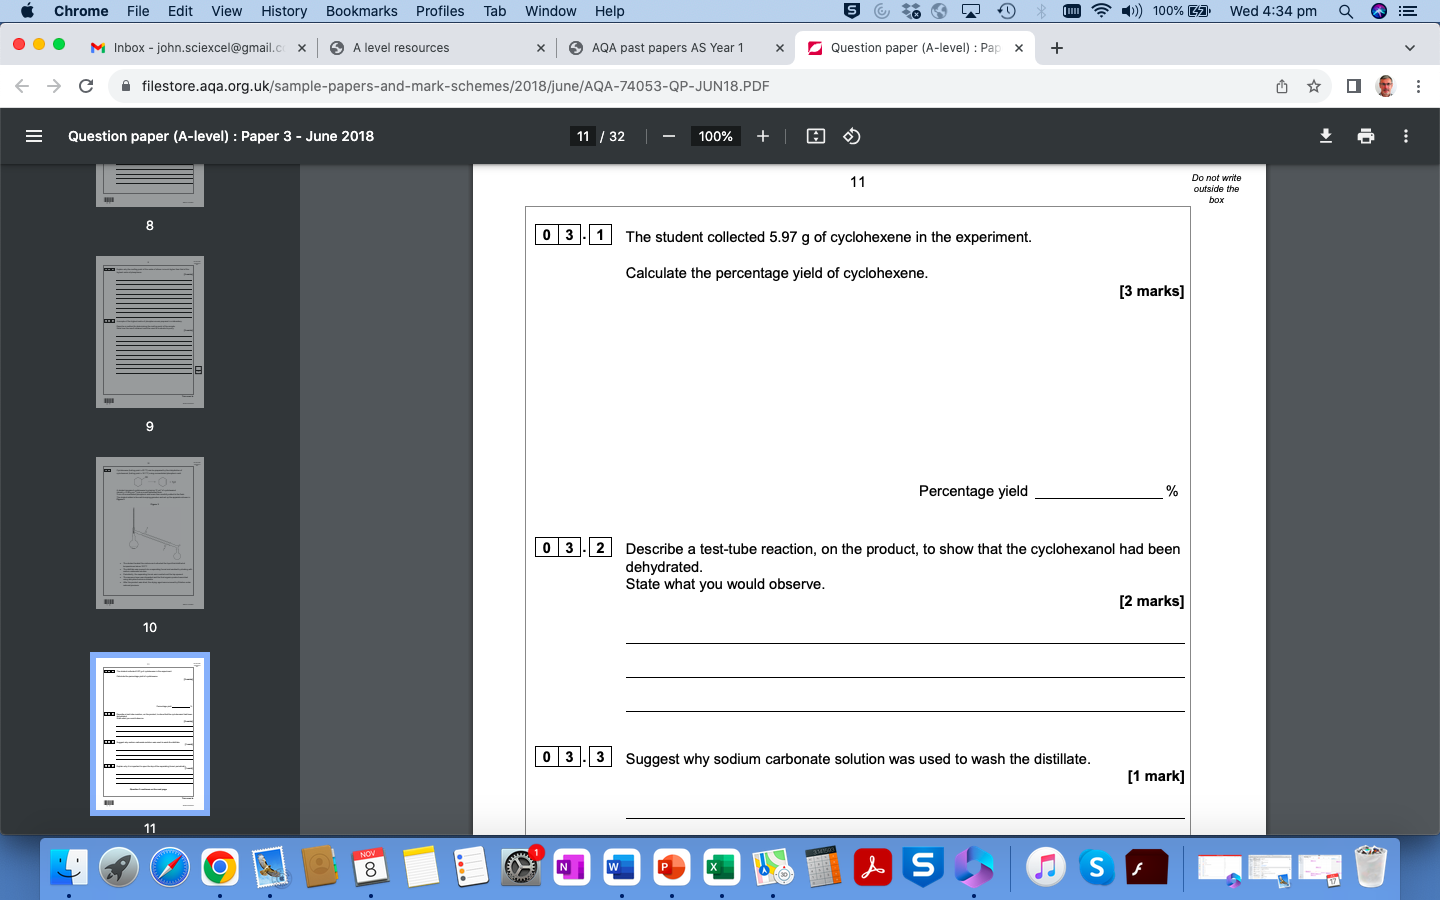 Chrome File Edit View History Bookmarks Profiles Tab Window Help 100% Wed 4:34 pm
Inbox - john.sciexcel@gmail.c
A level resources
AQA past papers AS Year 1
Question paper (A-level) : Pap
filestore.aqa.org.uk/sample-papers-and-mark-schemes/2018/june/AQA-74053-QP-JUN18.PDF
Question paper (A-level) : Paper 3 - June 2018
11 / 32
100%
8
9
10
11
11
Do not write
outside the
box
0 3 . 1 The student collected 5.97 g of cyclohexene in the experiment.
Calculate the percentage yield of cyclohexene.
[3 marks]
Percentage yield %
0 3 . 2 Describe a test-tube reaction, on the product, to show that the cyclohexanol had been
dehydrated.
State what you would observe.
[2 marks]
0 3 . 3 Suggest why sodium carbonate solution was used to wash the distillate.
[1 mark]
NOV
8
1
N
W
P
X
3D
S
S
17